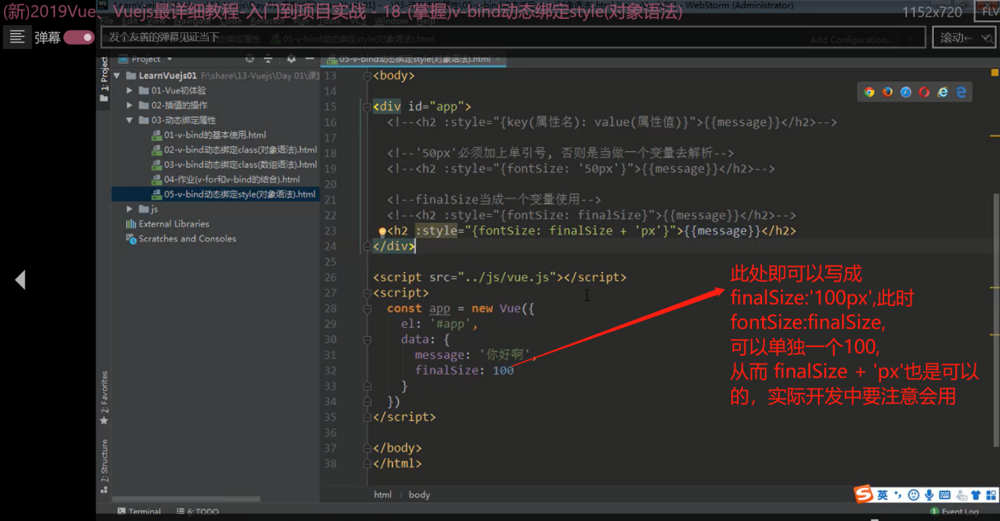 (新)2019Vue、Vuejs最详细教程-入门到项目实战 - 18-(掌握)v-bind动态绑定style(对象语法)
WebStorm (Administrator)
1152x720
FLV
弹幕
发个友善的弹幕见证当下
Add Configuration...
滚动←
Project
05-v-bind动态绑定style(对象语法).html
1: Project
LearnVuejs01 F:\share\13-Vuejs\Day 01\课
01-Vue初体验
02-插值的操作
03-动态绑定属性
01-v-bind的基本使用.html
02-v-bind动态绑定class(对象语法).html
03-v-bind动态绑定class(数组语法).html
04-作业(v-for和v-bind的结合).html
05-v-bind动态绑定style(对象语法).html
js
External Libraries
Scratches and Consoles
13 <body>
14
15 <div id="app">
16 <!--<h2 :style="{key(属性名): value(属性值)}">{{message}}</h2>-->
17
18 <!--'50px'必须加上单引号, 否则是当做一个变量去解析-->
19 <!--<h2 :style="{fontSize: '50px'}">{{message}}</h2>-->
20
21 <!--finalSize当成一个变量使用-->
22 <!--<h2 :style="{fontSize: finalSize}">{{message}}</h2>-->
23 <h2 :style="{fontSize: finalSize + 'px'}">{{message}}</h2>
24 </div>
25
26 <script src="../js/vue.js"></script>
27 <script>
28 const app = new Vue({
29 el: '#app',
30 data: {
31 message: '你好啊',
32 finalSize: 100
33 }
34 })
35 </script>
36
37 </body>
38 </html>
此处即可以写成
finalSize:'100px',此时
fontSize:finalSize,
可以单独一个100,
从而 finalSize + 'px'也是可以
的，实际开发中要注意会用
2: Favorites
7: Structure
html › body
英
Terminal
6: TODO
1 Event Log